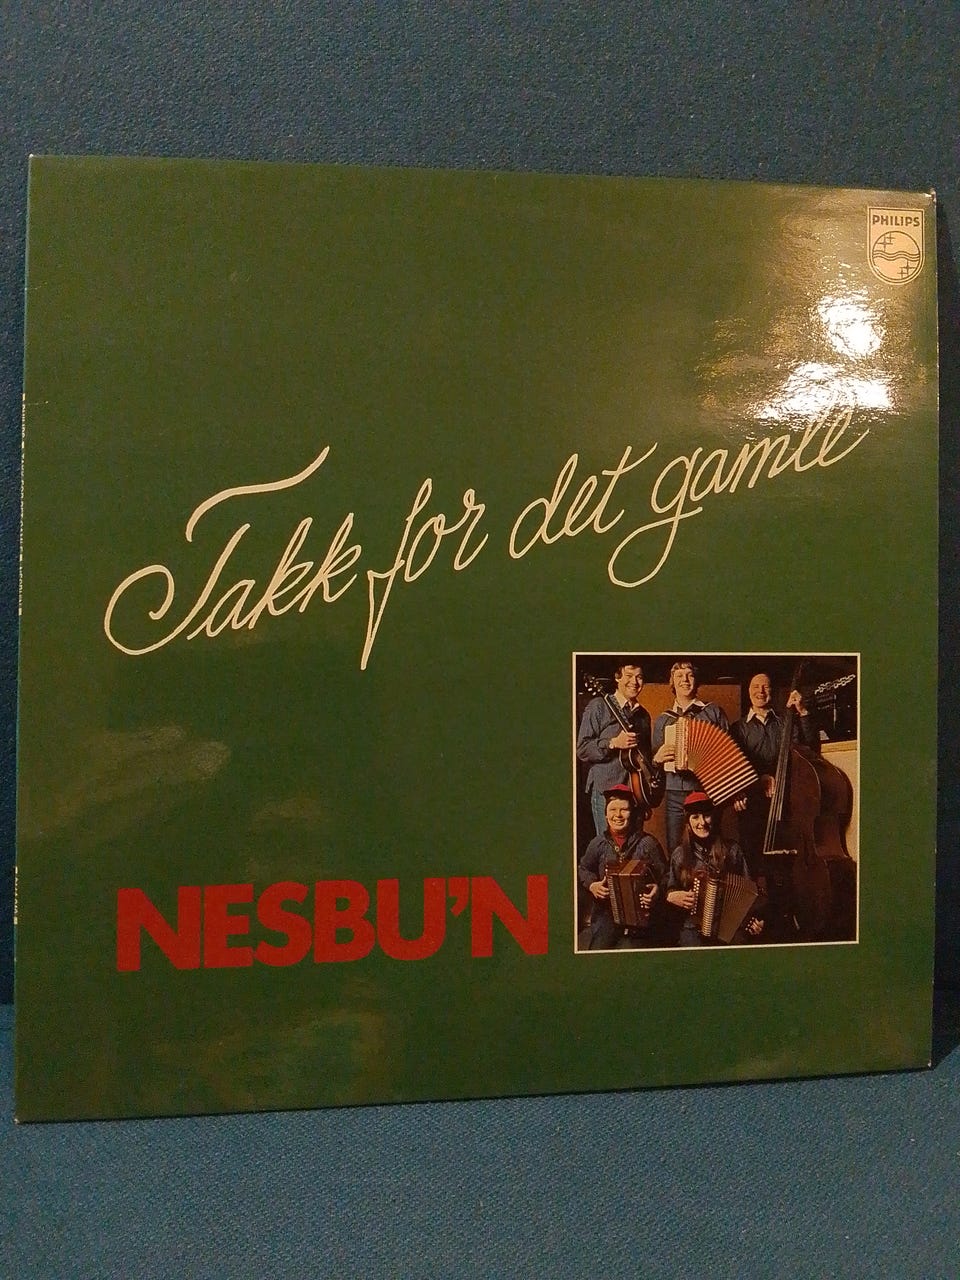 PHILIPS
Takk for det gamle
NESBU'N